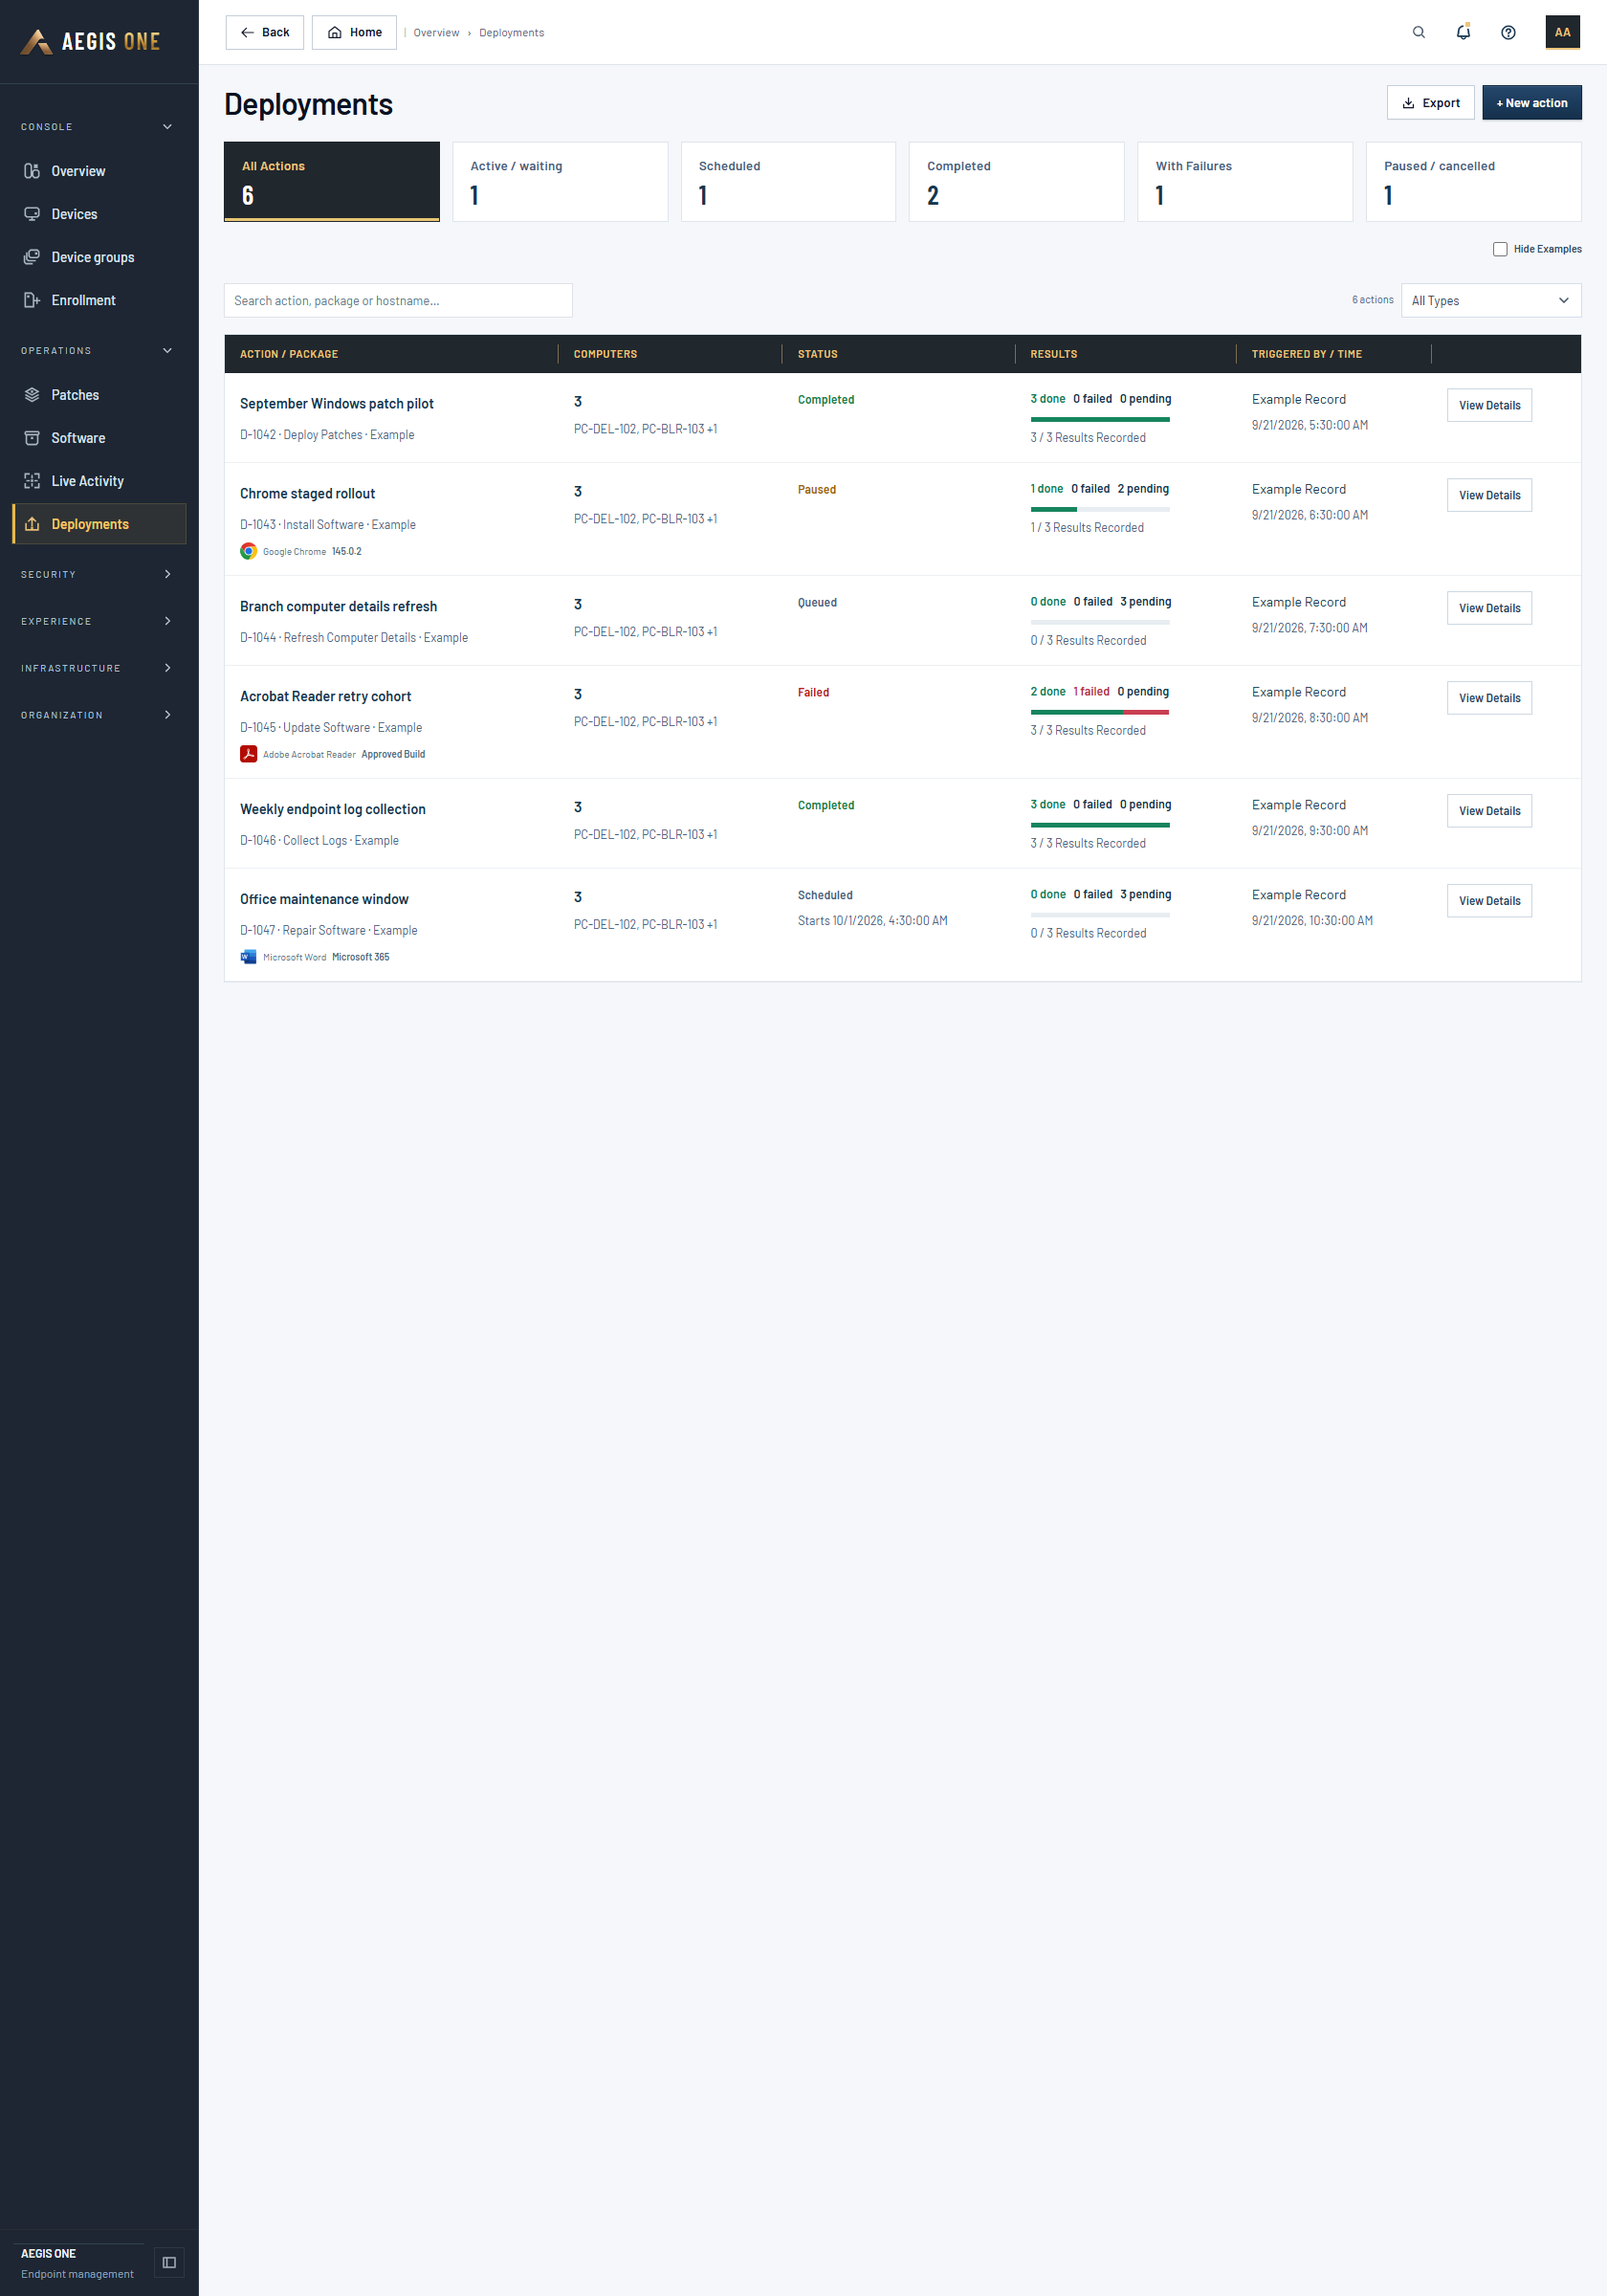 AEGIS ONE
CONSOLE
Overview
Devices
Device groups
Enrollment
OPERATIONS
Patches
Software
Live Activity
Deployments
SECURITY
EXPERIENCE
INFRASTRUCTURE
ORGANIZATION
AEGIS ONE
Endpoint management
Back
Home
| Overview › Deployments
AA
Deployments
Export
+ New action
All Actions
6
Active / waiting
1
Scheduled
1
Completed
2
With Failures
1
Paused / cancelled
1
Hide Examples
Search action, package or hostname...
6 actions
All Types
ACTION / PACKAGE
COMPUTERS
STATUS
RESULTS
TRIGGERED BY / TIME
September Windows patch pilot
D-1042 · Deploy Patches · Example
3
PC-DEL-102, PC-BLR-103 +1
Completed
3 done 0 failed 0 pending
3 / 3 Results Recorded
Example Record
9/21/2026, 5:30:00 AM
View Details
Chrome staged rollout
D-1043 · Install Software · Example
Google Chrome 145.0.2
3
PC-DEL-102, PC-BLR-103 +1
Paused
1 done 0 failed 2 pending
1 / 3 Results Recorded
Example Record
9/21/2026, 6:30:00 AM
View Details
Branch computer details refresh
D-1044 · Refresh Computer Details · Example
3
PC-DEL-102, PC-BLR-103 +1
Queued
0 done 0 failed 3 pending
0 / 3 Results Recorded
Example Record
9/21/2026, 7:30:00 AM
View Details
Acrobat Reader retry cohort
D-1045 · Update Software · Example
Adobe Acrobat Reader Approved Build
3
PC-DEL-102, PC-BLR-103 +1
Failed
2 done 1 failed 0 pending
3 / 3 Results Recorded
Example Record
9/21/2026, 8:30:00 AM
View Details
Weekly endpoint log collection
D-1046 · Collect Logs · Example
3
PC-DEL-102, PC-BLR-103 +1
Completed
3 done 0 failed 0 pending
3 / 3 Results Recorded
Example Record
9/21/2026, 9:30:00 AM
View Details
Office maintenance window
D-1047 · Repair Software · Example
Microsoft Word Microsoft 365
3
PC-DEL-102, PC-BLR-103 +1
Scheduled
Starts 10/1/2026, 4:30:00 AM
0 done 0 failed 3 pending
0 / 3 Results Recorded
Example Record
9/21/2026, 10:30:00 AM
View Details